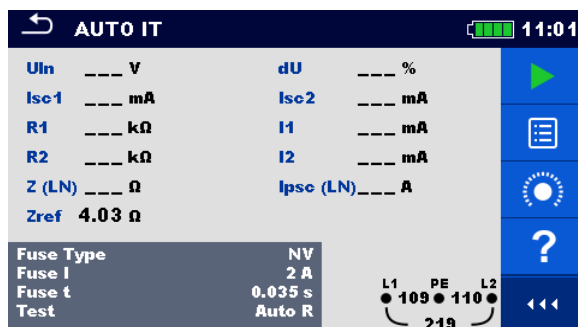 AUTO IT 11:01
Uln ___ V dU ___ %
Isc1 ___ mA Isc2 ___ mA
R1 ___ kΩ I1 ___ mA
R2 ___ kΩ I2 ___ mA
Z (LN) ___ Ω Ipsc (LN)___ A
Zref 4.03 Ω
Fuse Type NV
Fuse I 2 A
Fuse t 0.035 s
Test Auto R
L1 PE L2
109 110
219
?